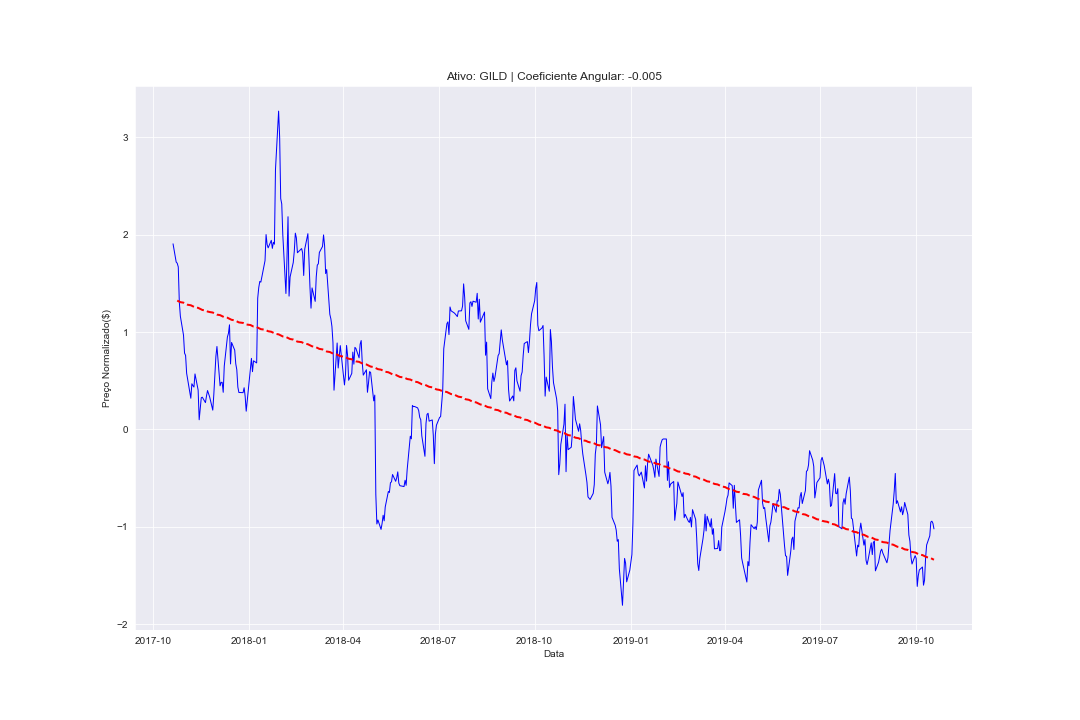 Ativo: GILD | Coeficiente Angular: -0.005
3
2
1
0
−1
−2
Preço Normalizado($)
2017-10 2018-01 2018-04 2018-07 2018-10 2019-01 2019-04 2019-07 2019-10
Data